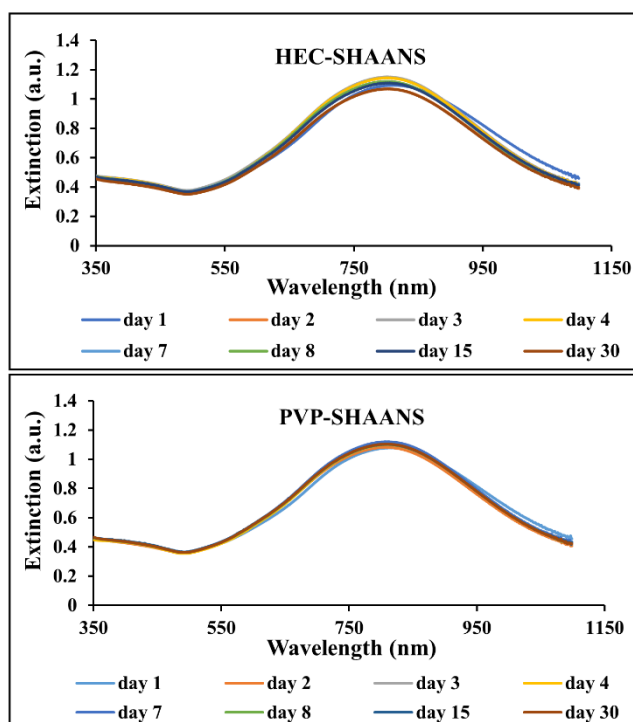 HEC-SHAANS
Extinction (a.u.)
1.4
1.2
1
0.8
0.6
0.4
0.2
0
350 550 750 950 1150
Wavelength (nm)
day 1 day 2 day 3 day 4
day 7 day 8 day 15 day 30
PVP-SHAANS
Extinction (a.u.)
1.4
1.2
1
0.8
0.6
0.4
0.2
0
350 550 750 950 1150
Wavelength (nm)
day 1 day 2 day 3 day 4
day 7 day 8 day 15 day 30